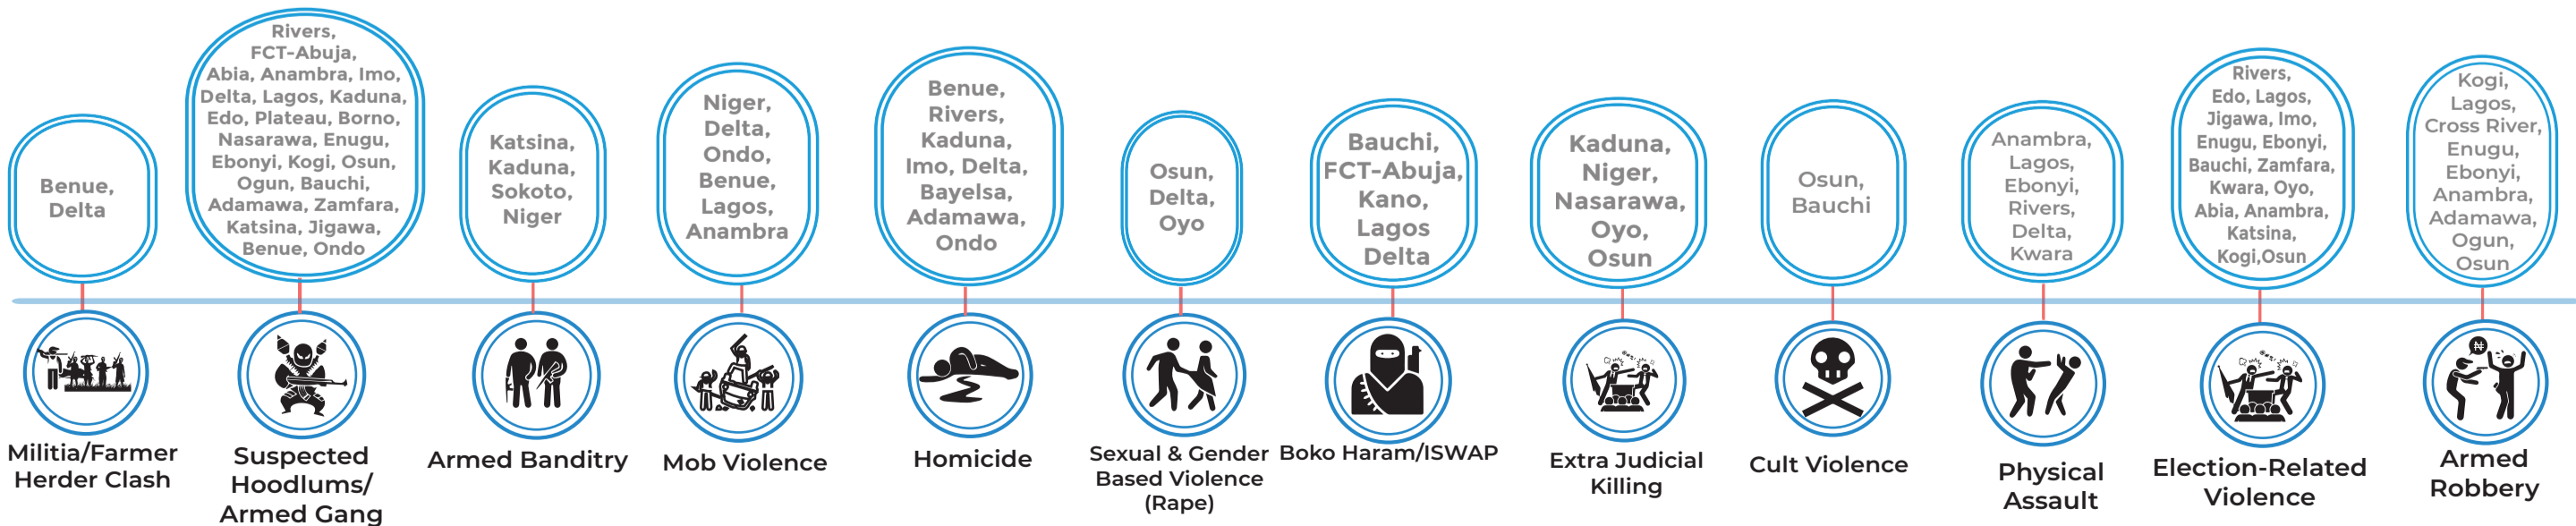 Benue,
Delta
Rivers,
FCT-Abuja,
Abia, Anambra, Imo,
Delta, Lagos, Kaduna,
Edo, Plateau, Borno,
Nasarawa, Enugu,
Ebonyi, Kogi, Osun,
Ogun, Bauchi,
Adamawa, Zamfara,
Katsina, Jigawa,
Benue, Ondo
Katsina,
Kaduna,
Sokoto,
Niger
Niger,
Delta,
Ondo,
Benue,
Lagos,
Anambra
Benue,
Rivers,
Kaduna,
Imo, Delta,
Bayelsa,
Adamawa,
Ondo
Osun,
Delta,
Oyo
Bauchi,
FCT-Abuja,
Kano,
Lagos
Delta
Kaduna,
Niger,
Nasarawa,
Oyo,
Osun
Osun,
Bauchi
Anambra,
Lagos,
Ebonyi,
Rivers,
Delta,
Kwara
Rivers,
Edo, Lagos,
Jigawa, Imo,
Enugu, Ebonyi,
Bauchi, Zamfara,
Kwara, Oyo,
Abia, Anambra,
Katsina,
Kogi,Osun
Kogi,
Lagos,
Cross River,
Enugu,
Ebonyi,
Anambra,
Adamawa,
Ogun,
Osun
₦
Militia/Farmer
Herder Clash
Suspected
Hoodlums/
Armed Gang
Armed Banditry
Mob Violence
Homicide
Sexual & Gender
Based Violence
(Rape)
Boko Haram/ISWAP
Extra Judicial
Killing
Cult Violence
Physical
Assault
Election-Related
Violence
Armed
Robbery